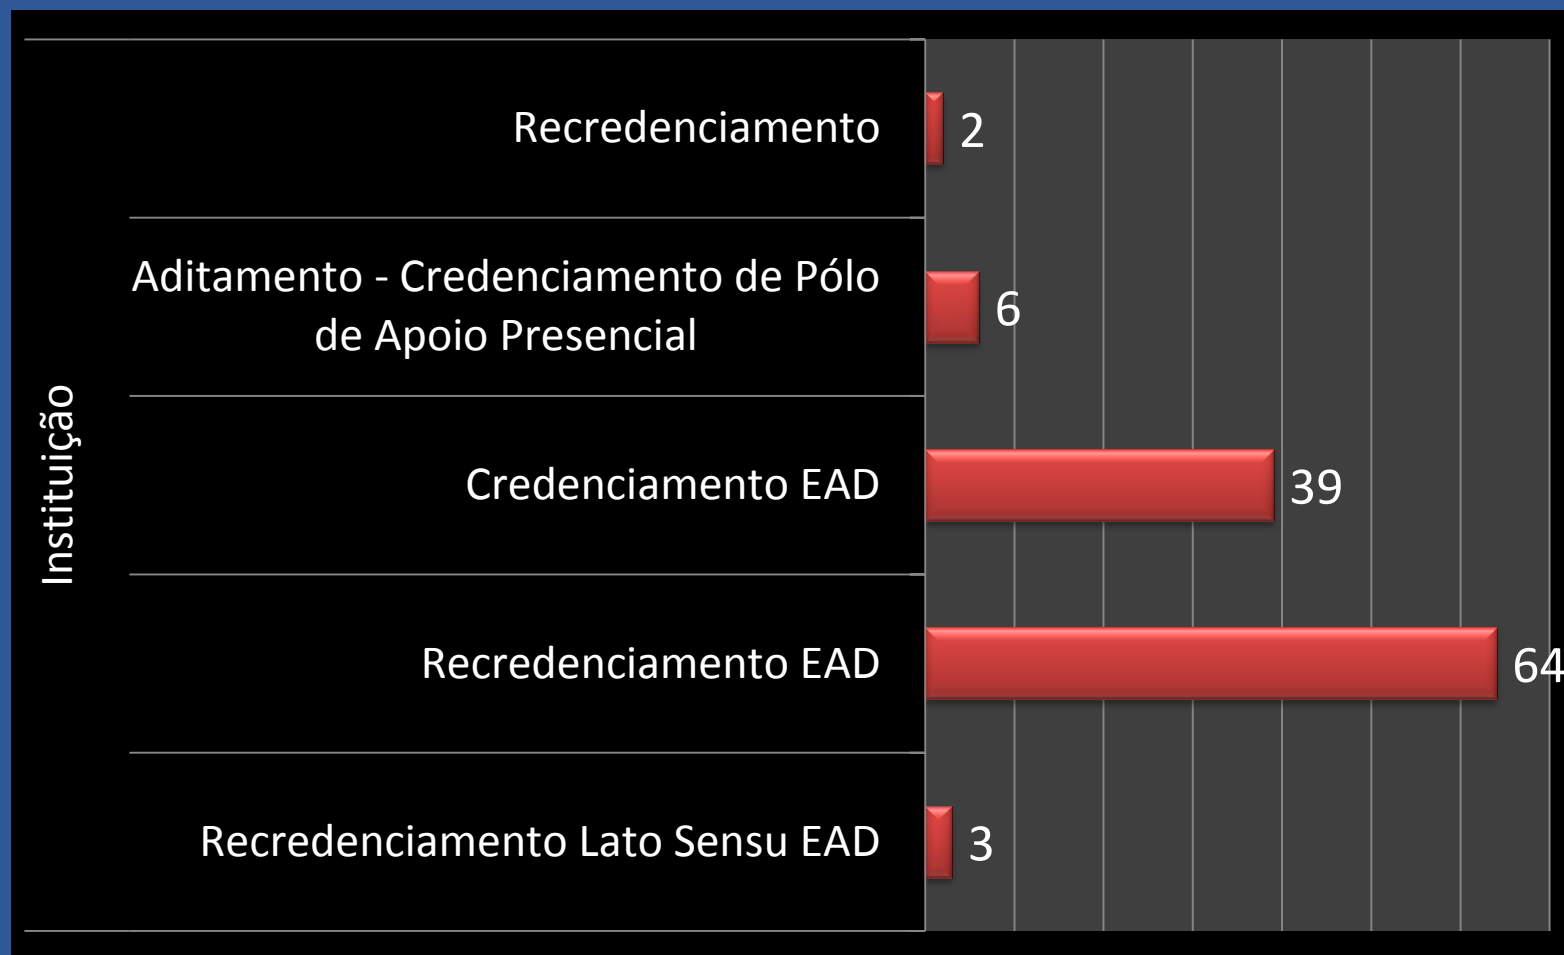 Instituição
Recredenciamento
2
Aditamento - Credenciamento de Pólo
de Apoio Presencial
6
Credenciamento EAD
39
Recredenciamento EAD
64
Recredenciamento Lato Sensu EAD
3